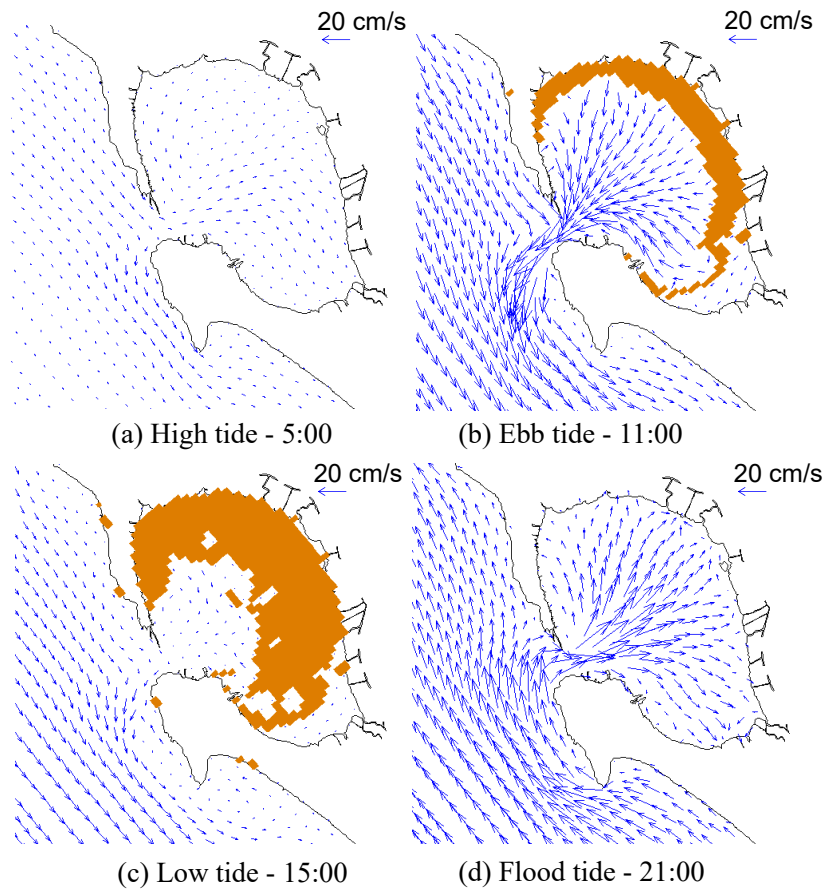 20 cm/s
20 cm/s
(a) High tide - 5:00
(b) Ebb tide - 11:00
20 cm/s
20 cm/s
(c) Low tide - 15:00
(d) Flood tide - 21:00